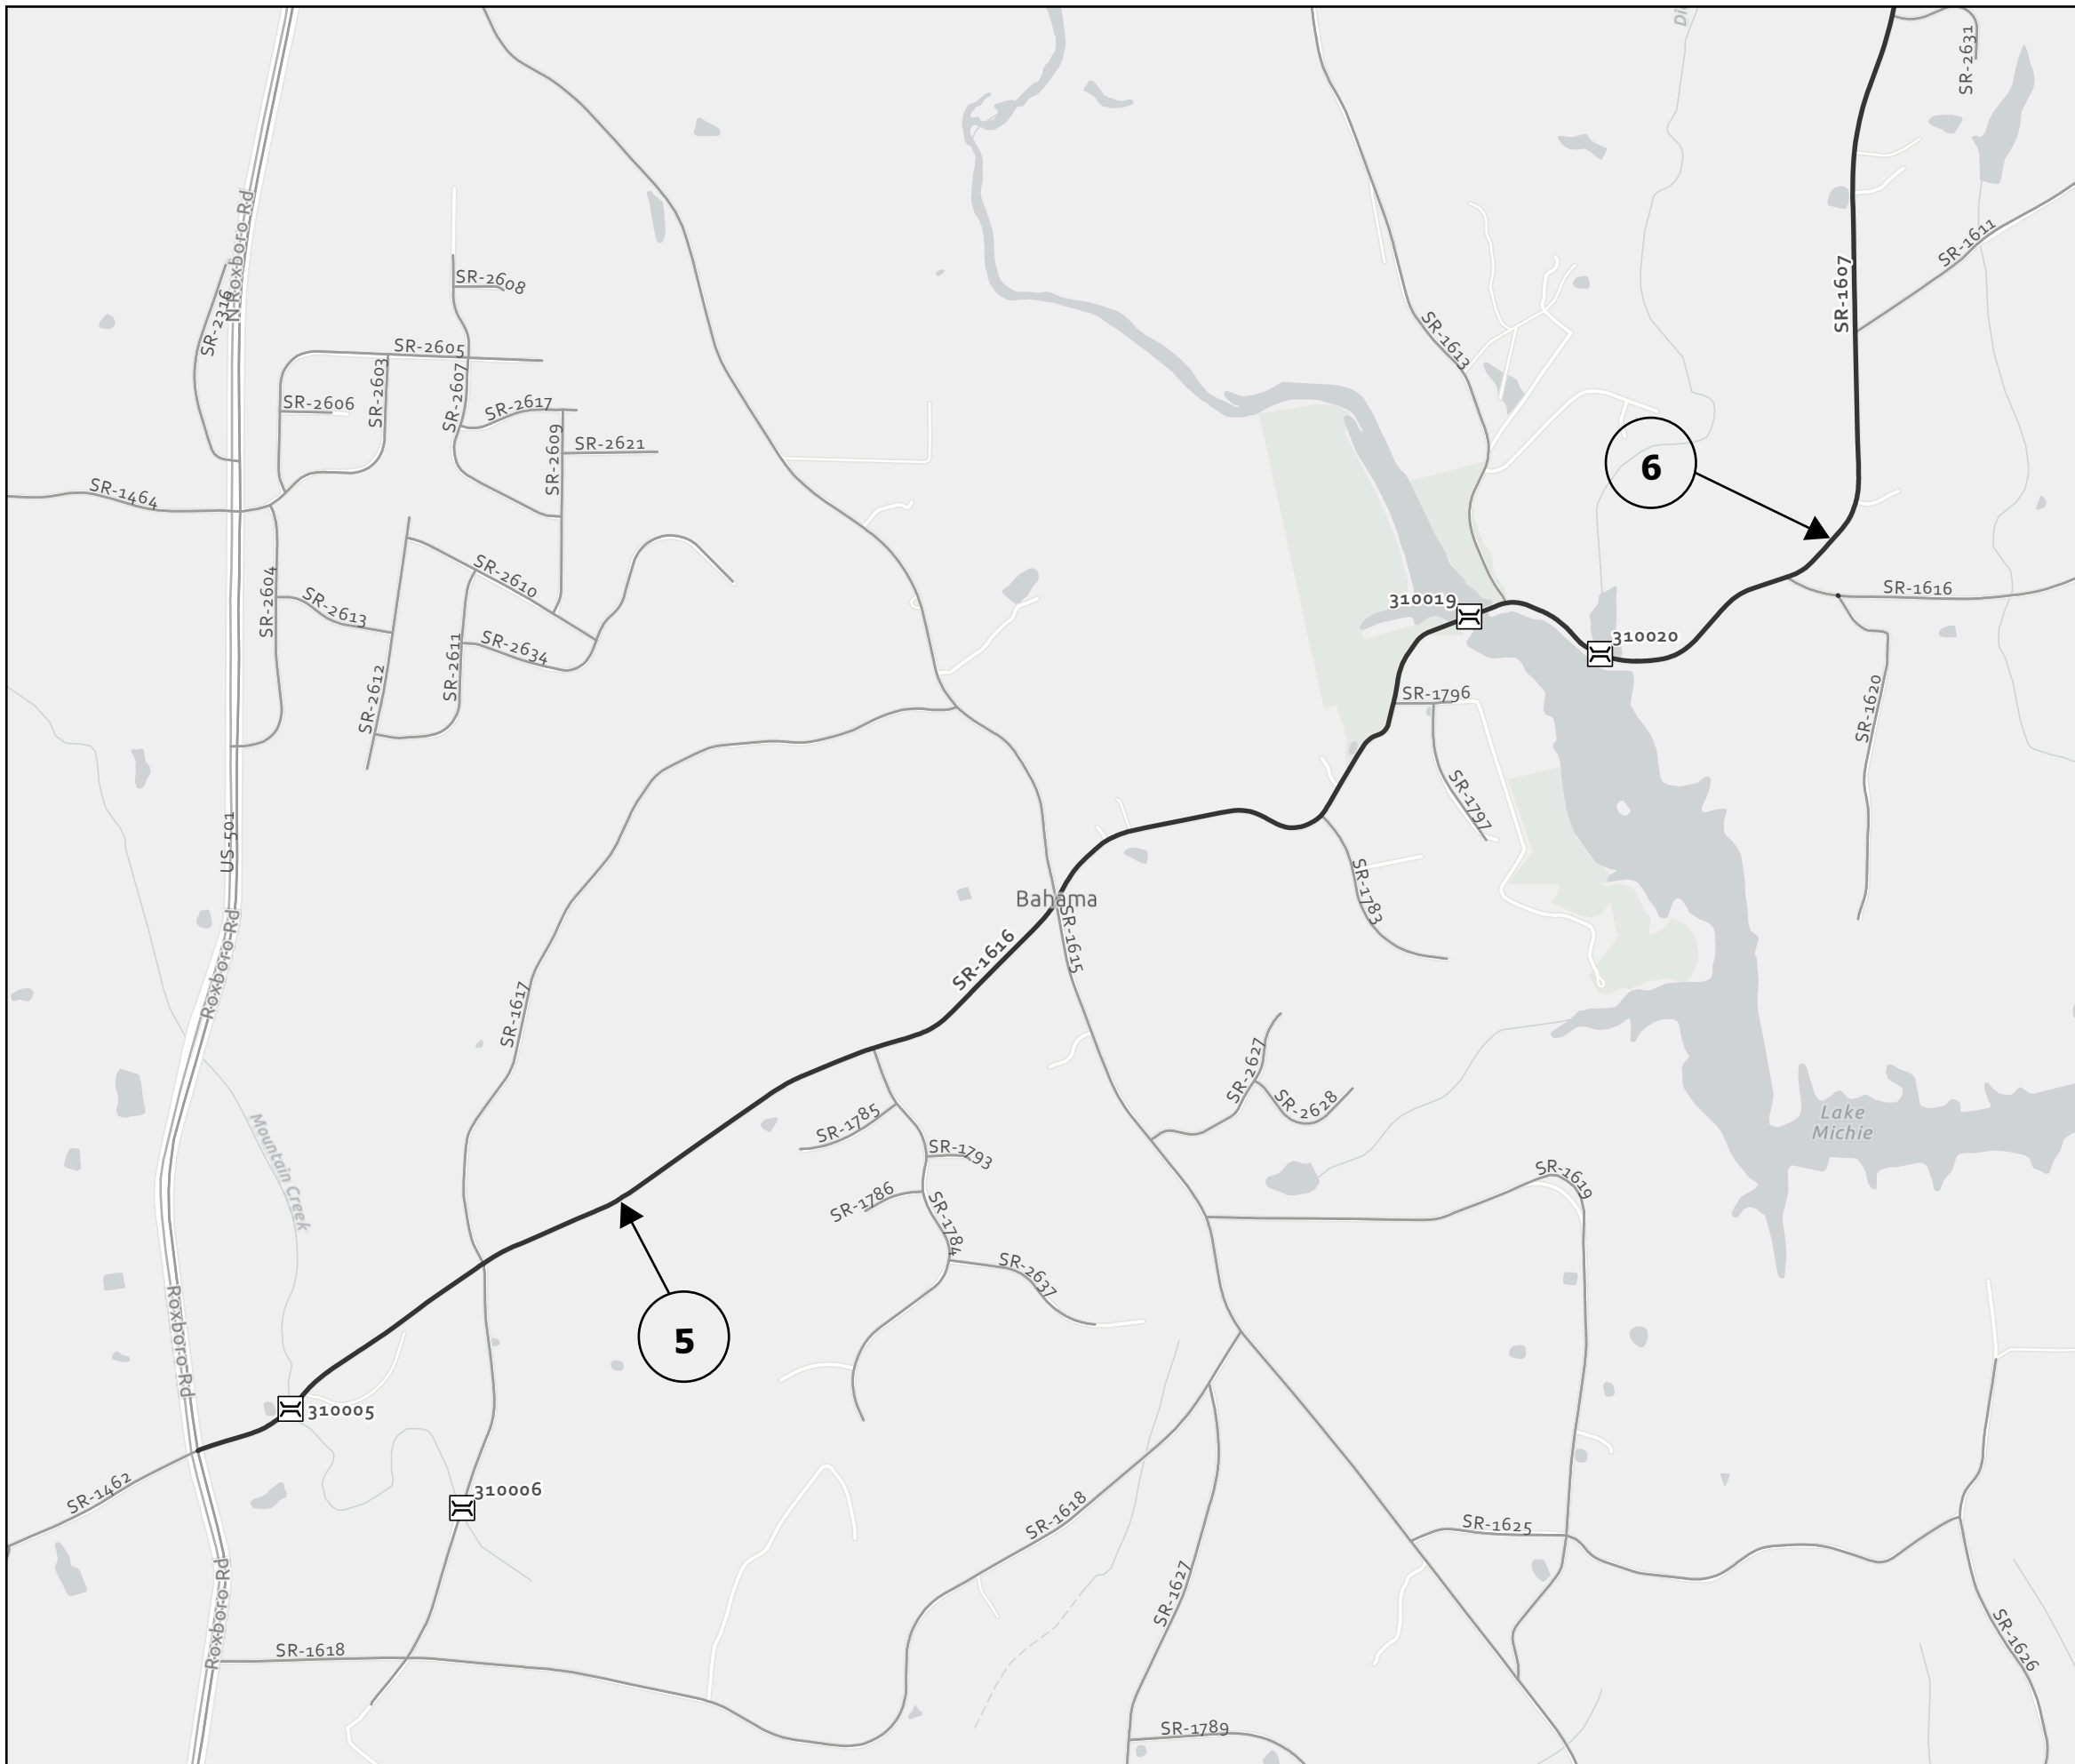 Di
SR-2631
N Roxboro Rd
SR-1611
SR-2608
SR-1607
SR-2316
SR-1613
SR-2605
SR-2603
SR-2607
SR-2606
SR-2617
SR-2609
SR-2621
6
SR-1464
SR-2610
SR-1616
SR-2604
SR-2613
310019
310020
SR-2611
SR-2634
SR-2612
SR-1796
SR-1620
SR-1797
US-501
Bahama
SR-1783
SR-1615
SR-1616
Roxboro Rd
SR-1617
SR-2627
SR-2628
Lake
Michie
SR-1785
Mountain Creek
SR-1793
SR-1786
SR-1784
SR-1619
SR-2637
5
Roxboro Rd
310005
SR-1462
310006
SR-1618
SR-1625
SR-1627
Roxboro Rd
SR-1618
SR-1626
SR-1789